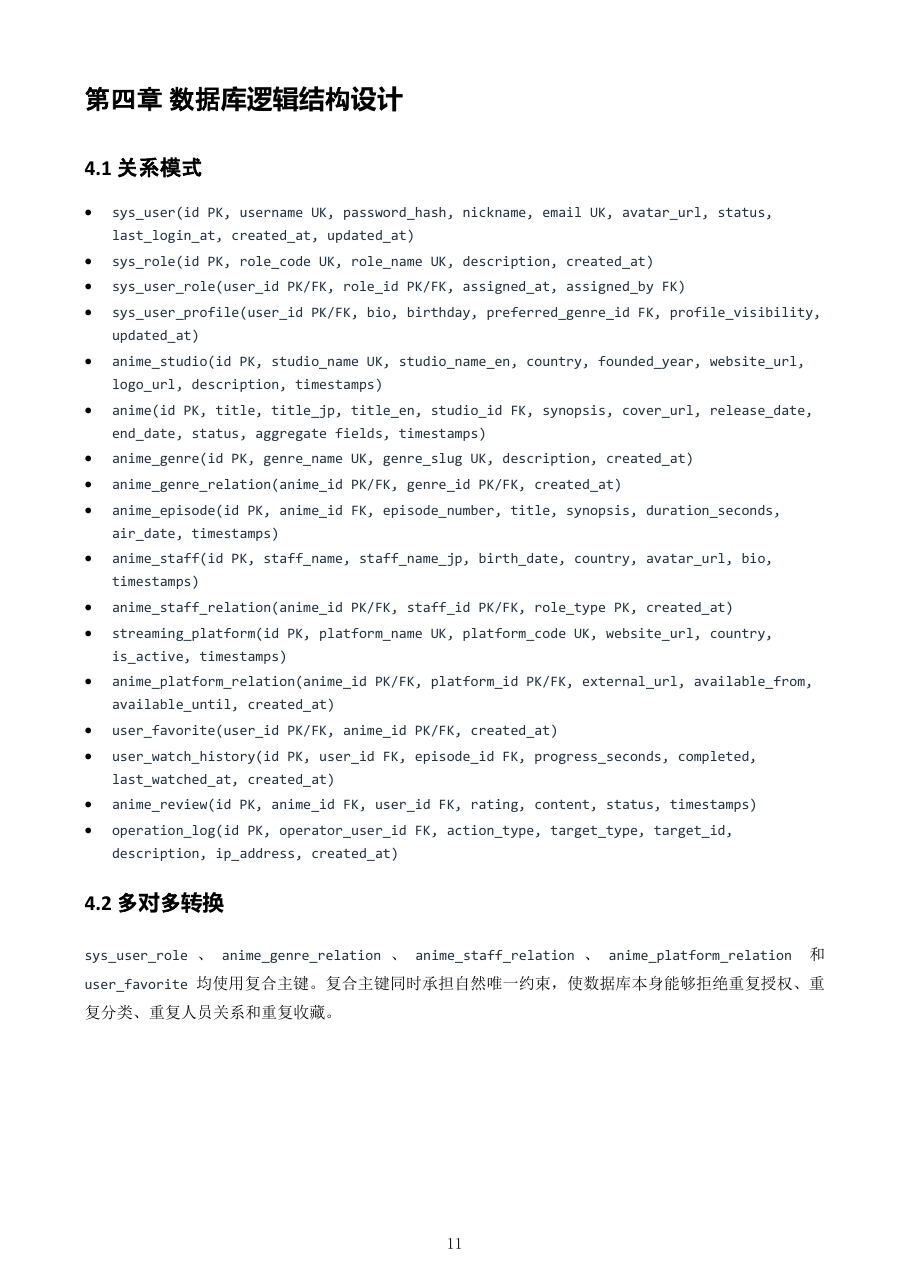 第四章 数据库逻辑结构设计
4.1 关系模式
• sys_user(id PK, username UK, password_hash, nickname, email UK, avatar_url, status,
last_login_at, created_at, updated_at)
• sys_role(id PK, role_code UK, role_name UK, description, created_at)
• sys_user_role(user_id PK/FK, role_id PK/FK, assigned_at, assigned_by FK)
• sys_user_profile(user_id PK/FK, bio, birthday, preferred_genre_id FK, profile_visibility,
updated_at)
• anime_studio(id PK, studio_name UK, studio_name_en, country, founded_year, website_url,
logo_url, description, timestamps)
• anime(id PK, title, title_jp, title_en, studio_id FK, synopsis, cover_url, release_date,
end_date, status, aggregate fields, timestamps)
• anime_genre(id PK, genre_name UK, genre_slug UK, description, created_at)
• anime_genre_relation(anime_id PK/FK, genre_id PK/FK, created_at)
• anime_episode(id PK, anime_id FK, episode_number, title, synopsis, duration_seconds,
air_date, timestamps)
• anime_staff(id PK, staff_name, staff_name_jp, birth_date, country, avatar_url, bio,
timestamps)
• anime_staff_relation(anime_id PK/FK, staff_id PK/FK, role_type PK, created_at)
• streaming_platform(id PK, platform_name UK, platform_code UK, website_url, country,
is_active, timestamps)
• anime_platform_relation(anime_id PK/FK, platform_id PK/FK, external_url, available_from,
available_until, created_at)
• user_favorite(user_id PK/FK, anime_id PK/FK, created_at)
• user_watch_history(id PK, user_id FK, episode_id FK, progress_seconds, completed,
last_watched_at, created_at)
• anime_review(id PK, anime_id FK, user_id FK, rating, content, status, timestamps)
• operation_log(id PK, operator_user_id FK, action_type, target_type, target_id,
description, ip_address, created_at)
4.2 多对多转换
sys_user_role 、 anime_genre_relation 、 anime_staff_relation 、 anime_platform_relation 和
user_favorite 均使用复合主键。复合主键同时承担自然唯一约束，使数据库本身能够拒绝重复授权、重
复分类、重复人员关系和重复收藏。
11